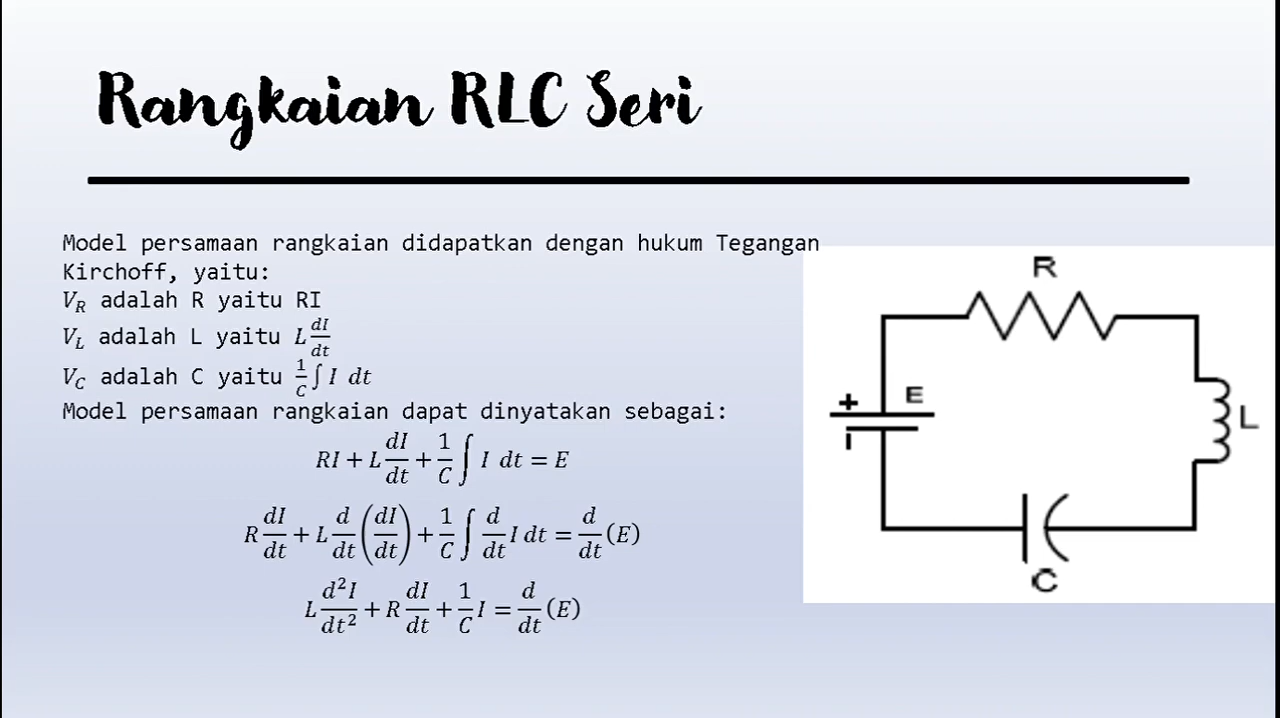 Rangkaian RLC Seri
Model persamaan rangkaian didapatkan dengan hukum Tegangan
Kirchoff, yaitu:
V_R adalah R yaitu RI
V_L adalah L yaitu L dI/dt
V_C adalah C yaitu 1/C ∫ I dt
Model persamaan rangkaian dapat dinyatakan sebagai:
RI + L dI/dt + 1/C ∫ I dt = E
R dI/dt + L d/dt (dI/dt) + 1/C ∫ d/dt I dt = d/dt (E)
L d²I/dt² + R dI/dt + 1/C I = d/dt (E)
R
+ E
L
C